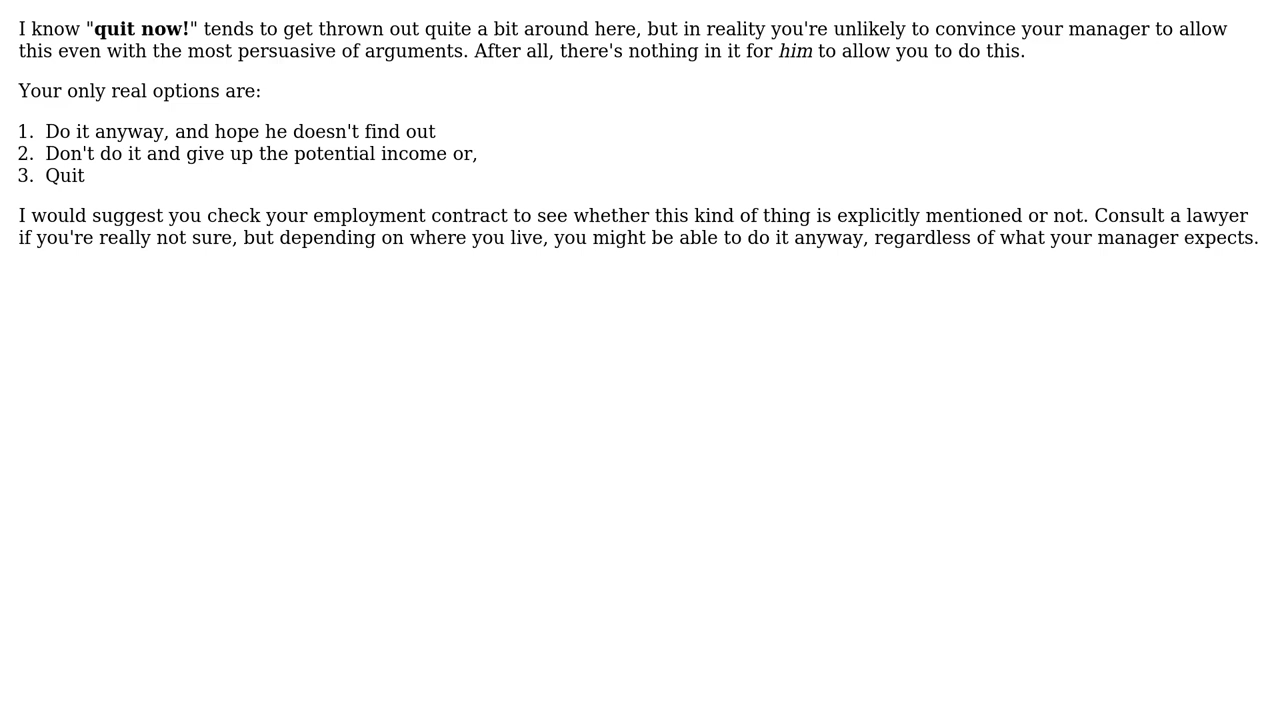 I know "quit now!" tends to get thrown out quite a bit around here, but in reality you're unlikely to convince your manager to allow
this even with the most persuasive of arguments. After all, there's nothing in it for him to allow you to do this.
Your only real options are:
1. Do it anyway, and hope he doesn't find out
2. Don't do it and give up the potential income or,
3. Quit
I would suggest you check your employment contract to see whether this kind of thing is explicitly mentioned or not. Consult a lawyer
if you're really not sure, but depending on where you live, you might be able to do it anyway, regardless of what your manager expects.